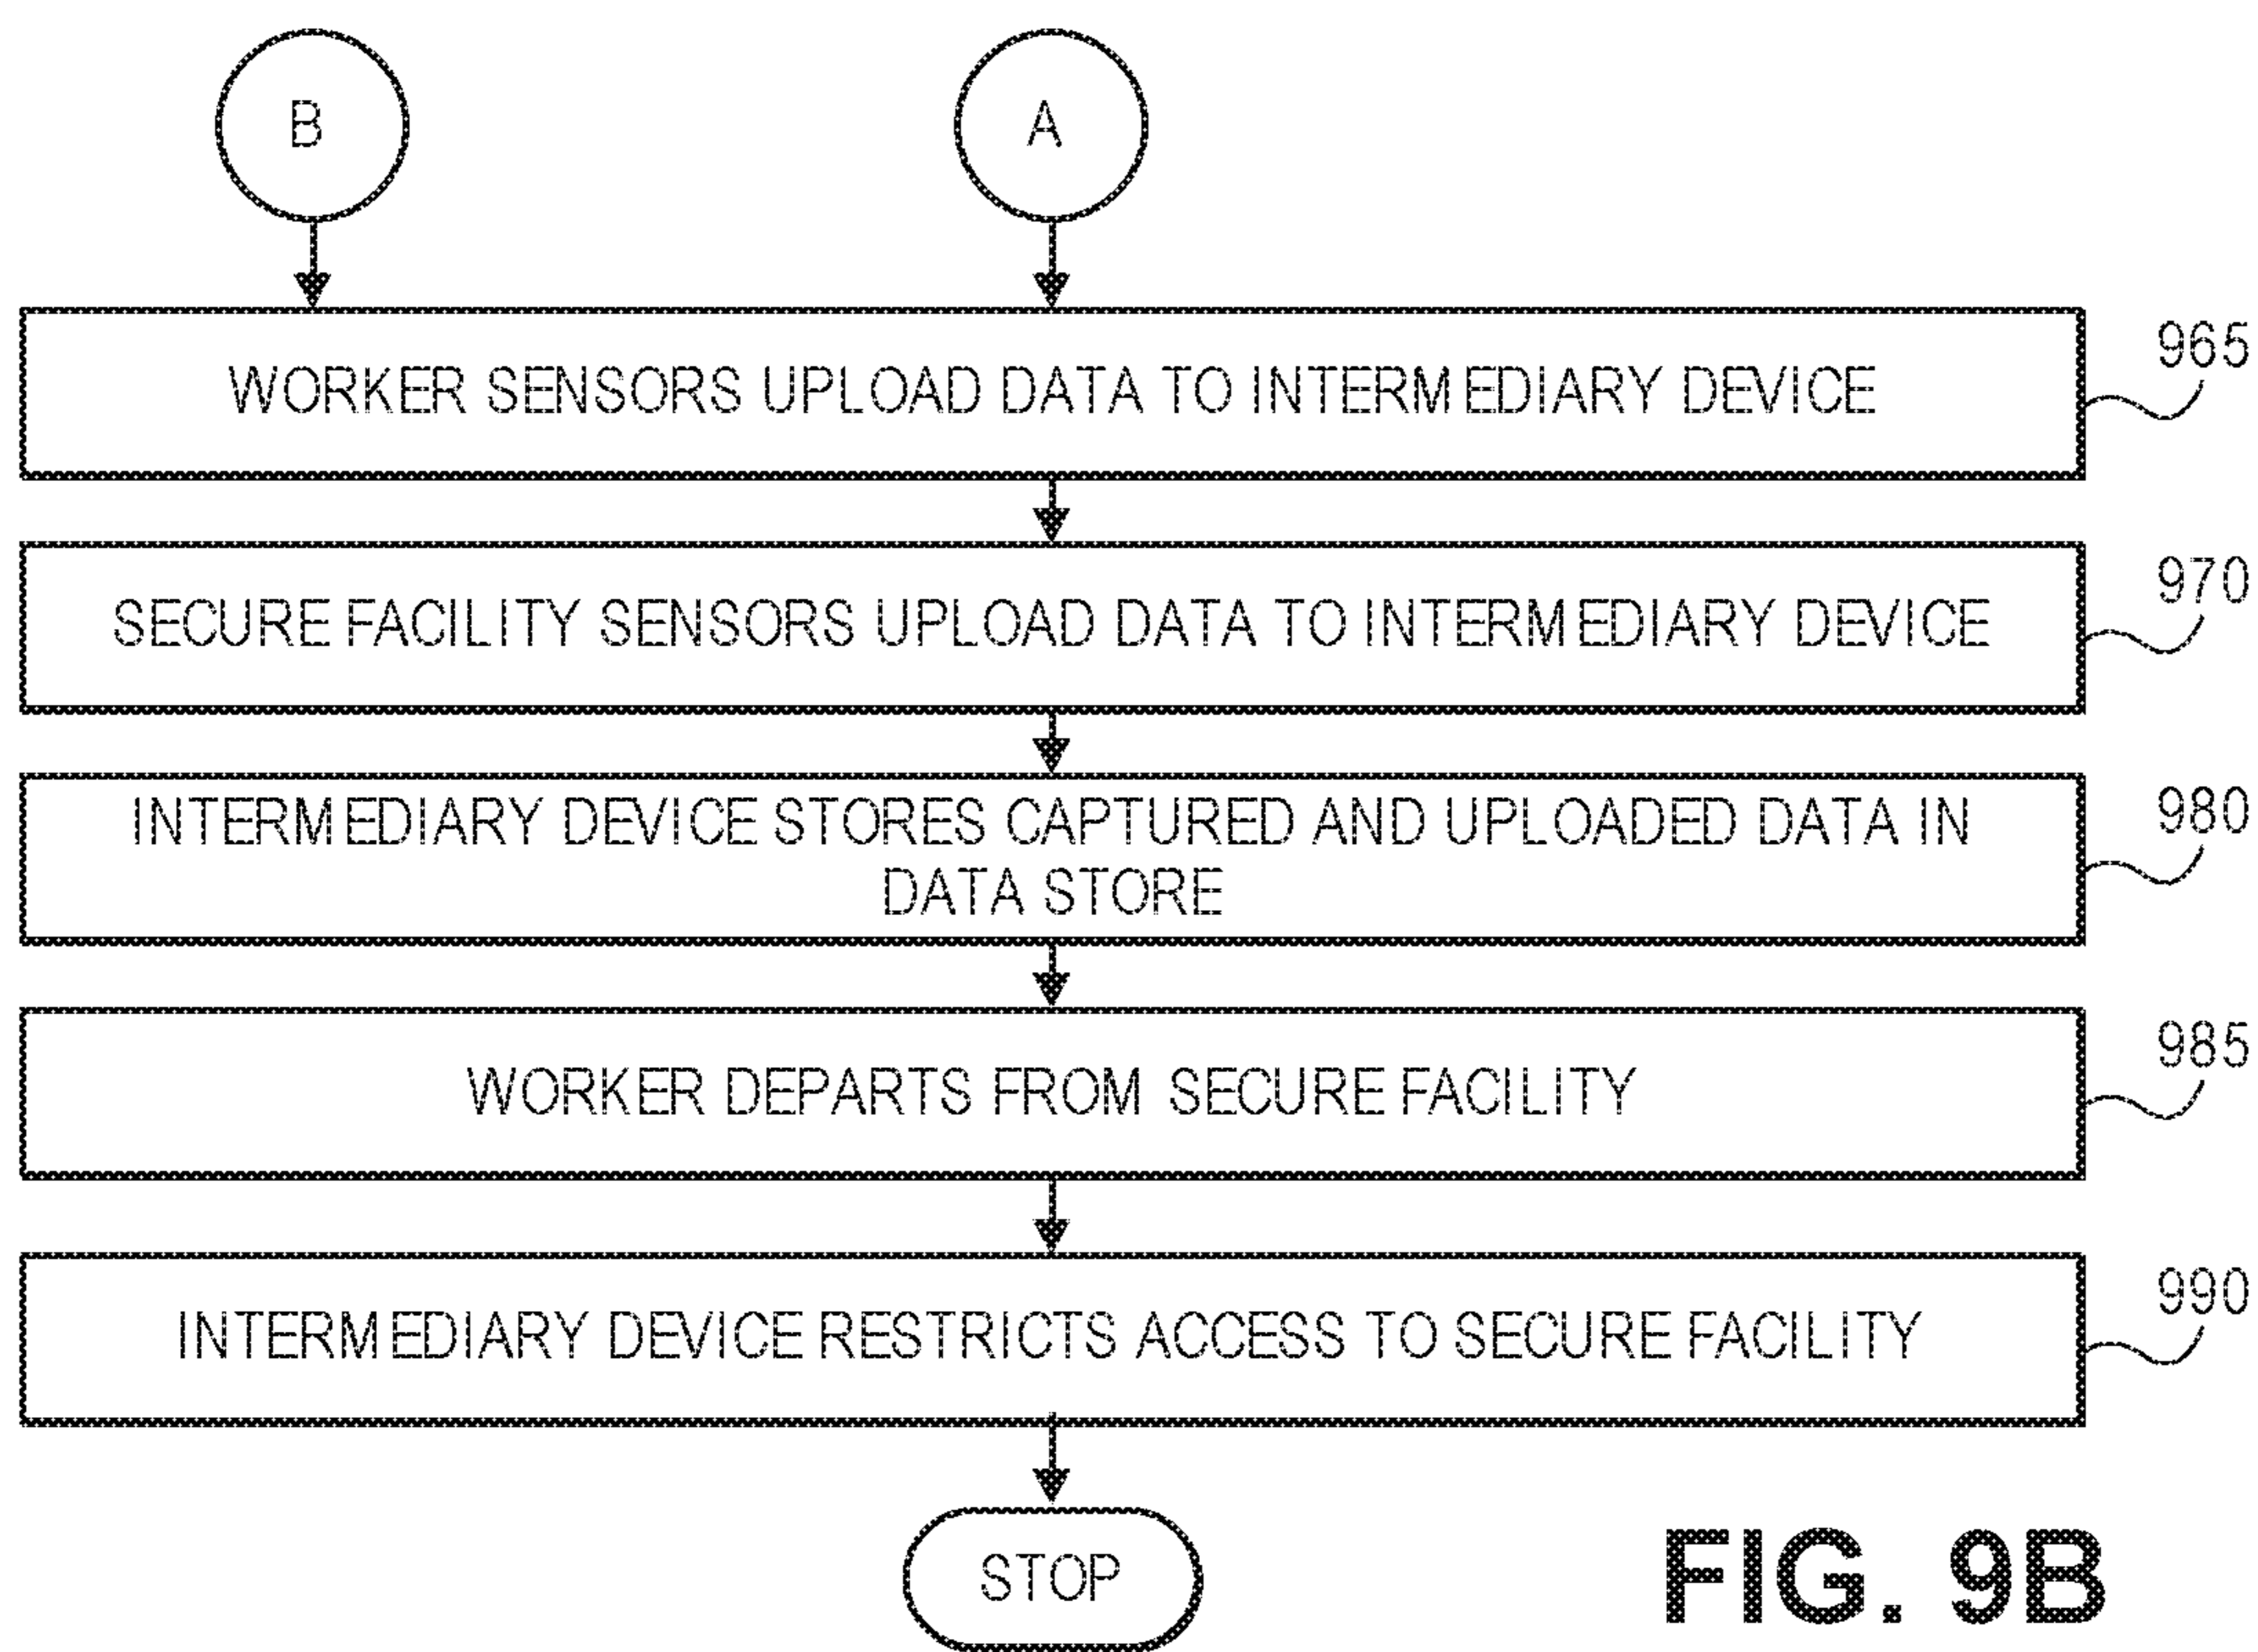 B
A
WORKER SENSORS UPLOAD DATA TO INTERMEDIARY DEVICE
965
SECURE FACILITY SENSORS UPLOAD DATA TO INTERMEDIARY DEVICE
970
INTERMEDIARY DEVICE STORES CAPTURED AND UPLOADED DATA IN
DATA STORE
980
WORKER DEPARTS FROM SECURE FACILITY
985
INTERMEDIARY DEVICE RESTRICTS ACCESS TO SECURE FACILITY
990
STOP
FIG. 9B